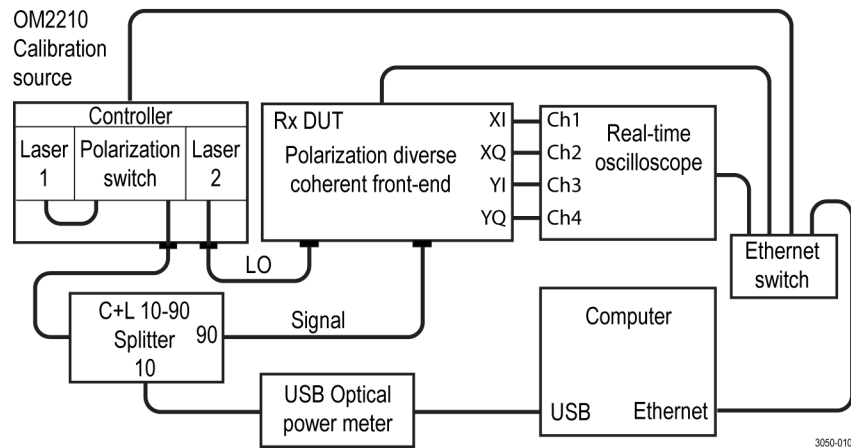 OM2210
Calibration
source
Controller
Laser
1
Polarization
switch
Laser
2
Rx DUT
Polarization diverse
coherent front-end
XI
XQ
YI
YQ
Ch1
Ch2
Ch3
Ch4
Real-time
oscilloscope
Ethernet
switch
LO
Signal
C+L 10-90
Splitter
90
10
USB Optical
power meter
Computer
USB
Ethernet
3050-010